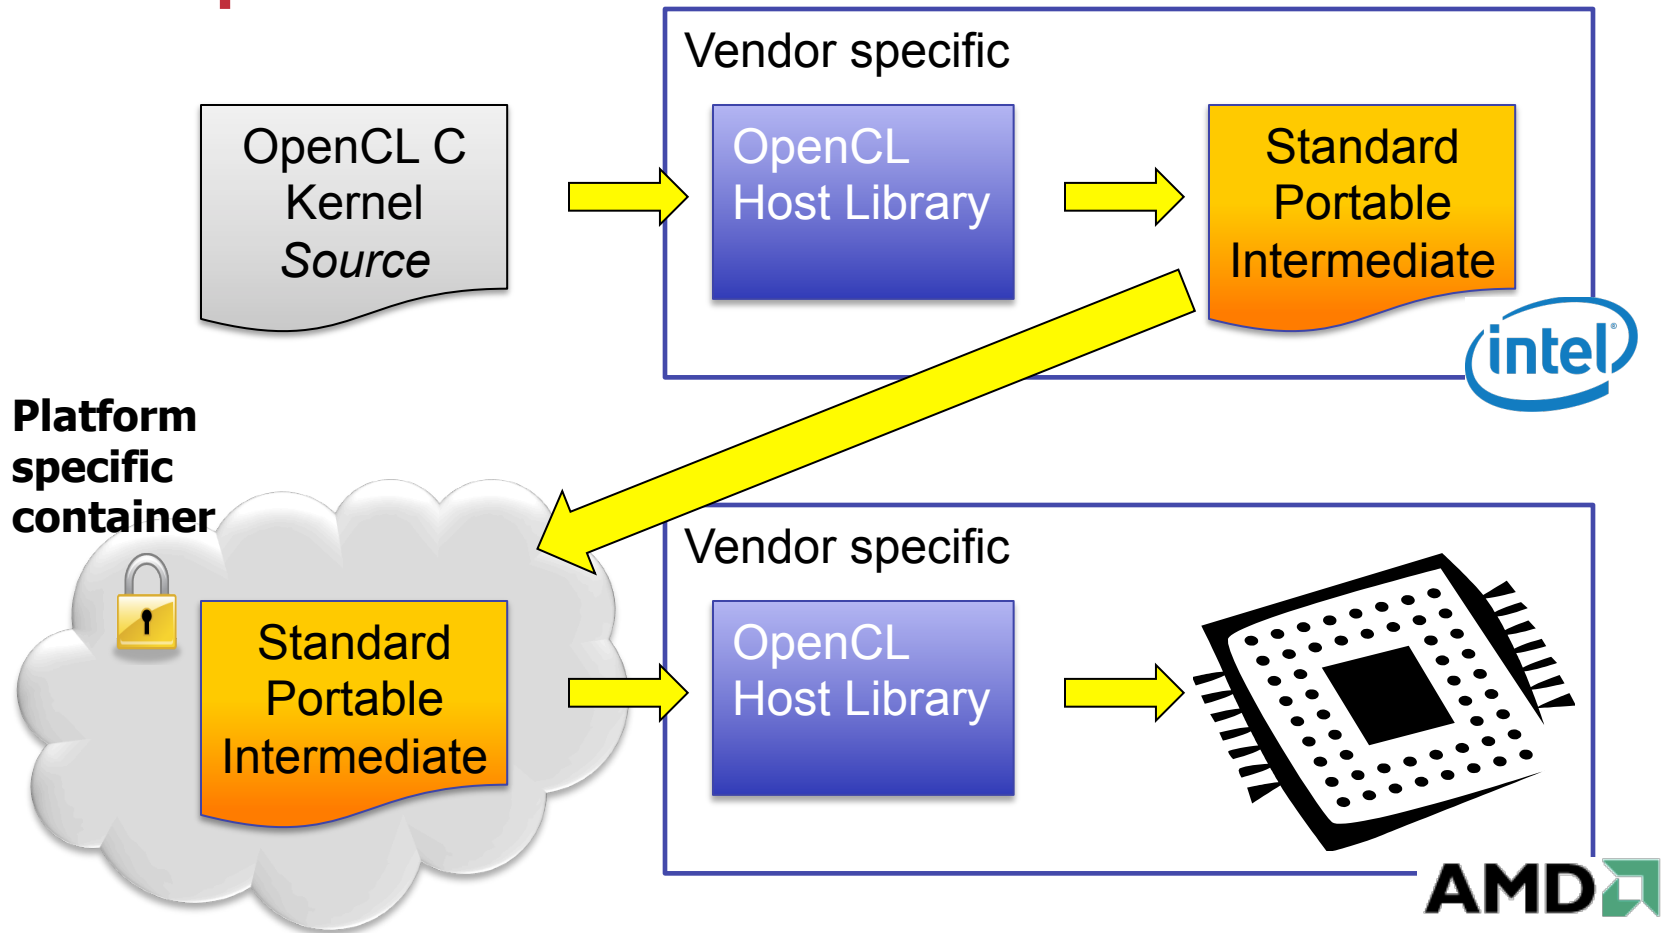 Vendor specific
OpenCL C
Kernel
Source
OpenCL
Host Library
Standard
Portable
Intermediate
intel®
Platform
specific
container
Standard
Portable
Intermediate
Vendor specific
OpenCL
Host Library
AMD